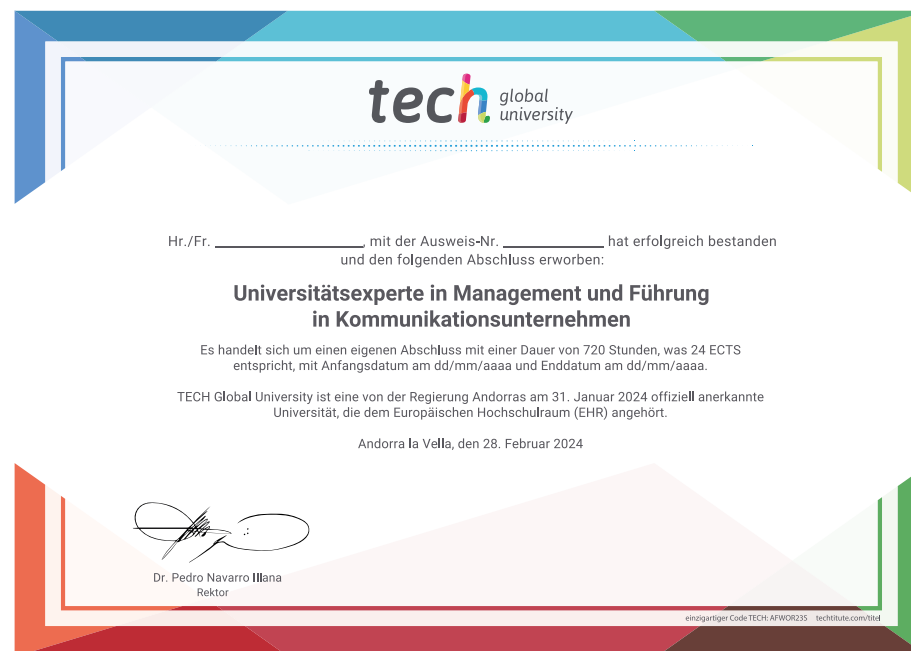 tech global
university
Hr./Fr. ____________________, mit der Ausweis-Nr. ______________ hat erfolgreich bestanden
und den folgenden Abschluss erworben:
Universitätsexperte in Management und Führung
in Kommunikationsunternehmen
Es handelt sich um einen eigenen Abschluss mit einer Dauer von 720 Stunden, was 24 ECTS
entspricht, mit Anfangsdatum am dd/mm/aaaa und Enddatum am dd/mm/aaaa.
TECH Global University ist eine von der Regierung Andorras am 31. Januar 2024 offiziell anerkannte
Universität, die dem Europäischen Hochschulraum (EHR) angehört.
Andorra la Vella, den 28. Februar 2024
Dr. Pedro Navarro Illana
Rektor
einzigartiger Code TECH: AFWOR23S techtitute.com/titel